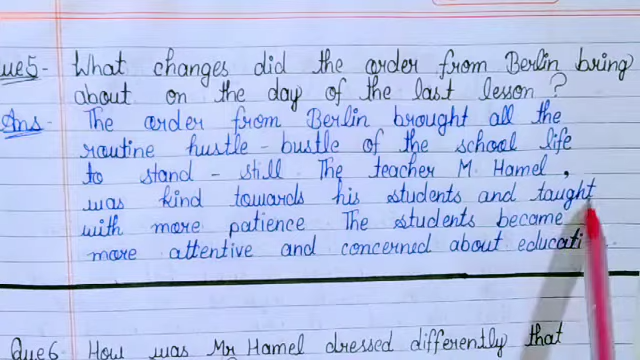 Que5- What changes did the order from Berlin bring
about on the day of the last lesson ?
Ans - The order from Berlin brought all the
routine hustle - bustle of the school life
to stand - still. The teacher M. Hamel,
was kind towards his students and taught
with more patience The students became
more attentive and concerned about educati
Que6. How was Mr Hamel dressed differently that